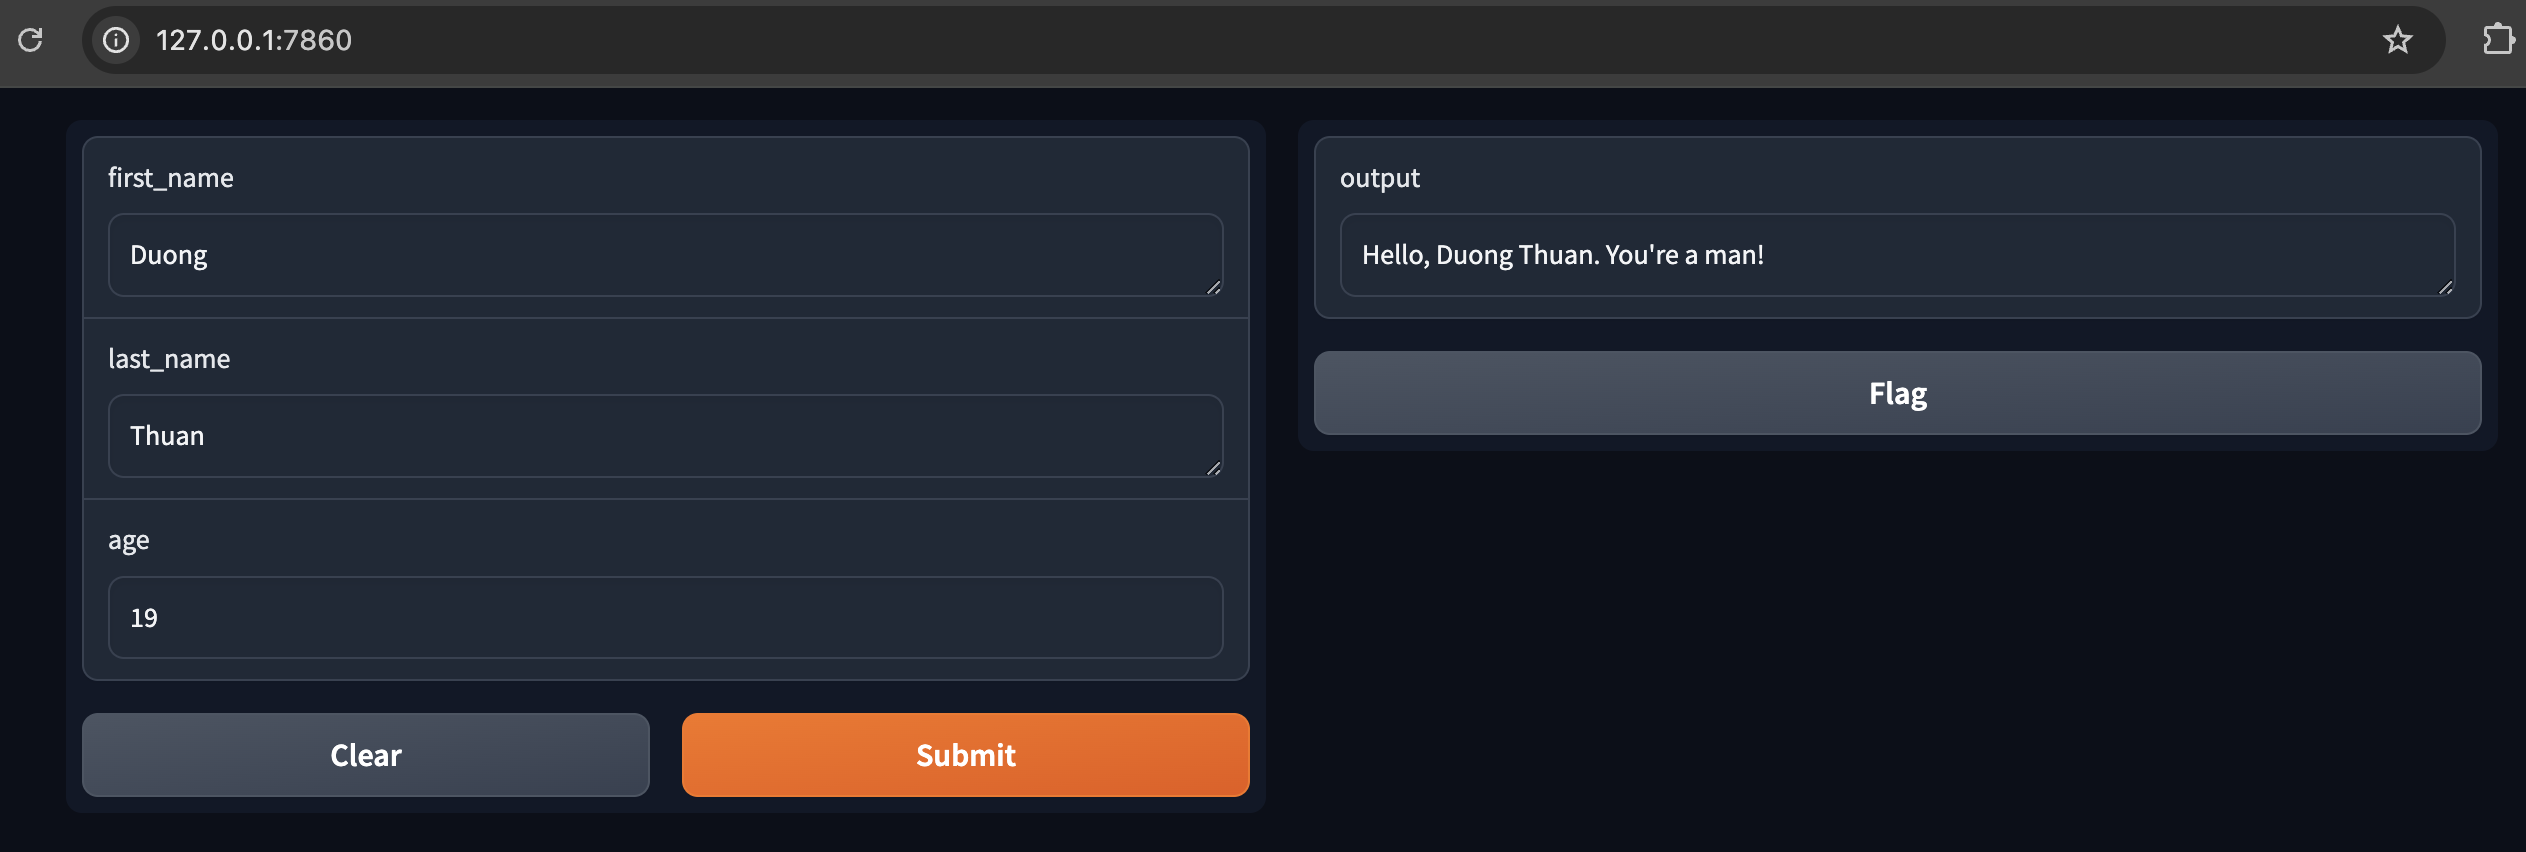 127.0.0.1:7860
first_name
Duong
last_name
Thuan
age
19
Clear
Submit
output
Hello, Duong Thuan. You're a man!
Flag